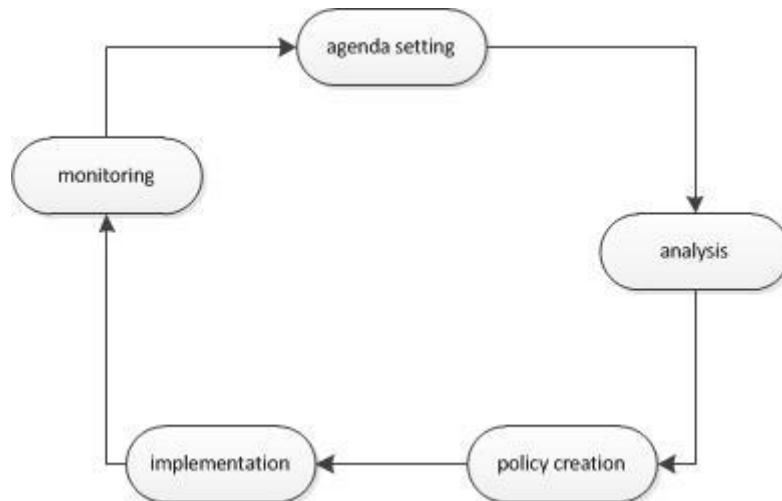 agenda setting
monitoring
analysis
implementation
policy creation